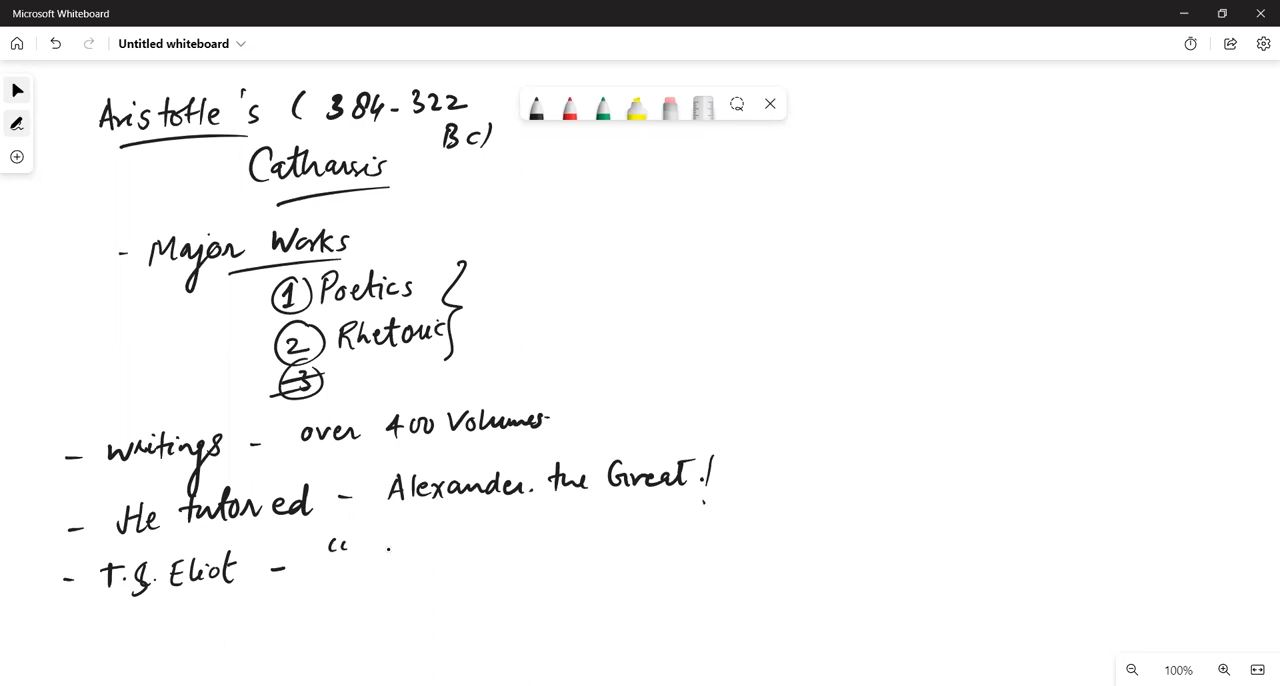 Microsoft Whiteboard
Untitled whiteboard
Aristotle's (384-322
BC)
Catharsis
- Major Works
1 Poetics }
2 Rhetoric
3
- Writings - over 400 Volumes
- He tutored - Alexander the Great!
- T.S. Eliot - "
100%